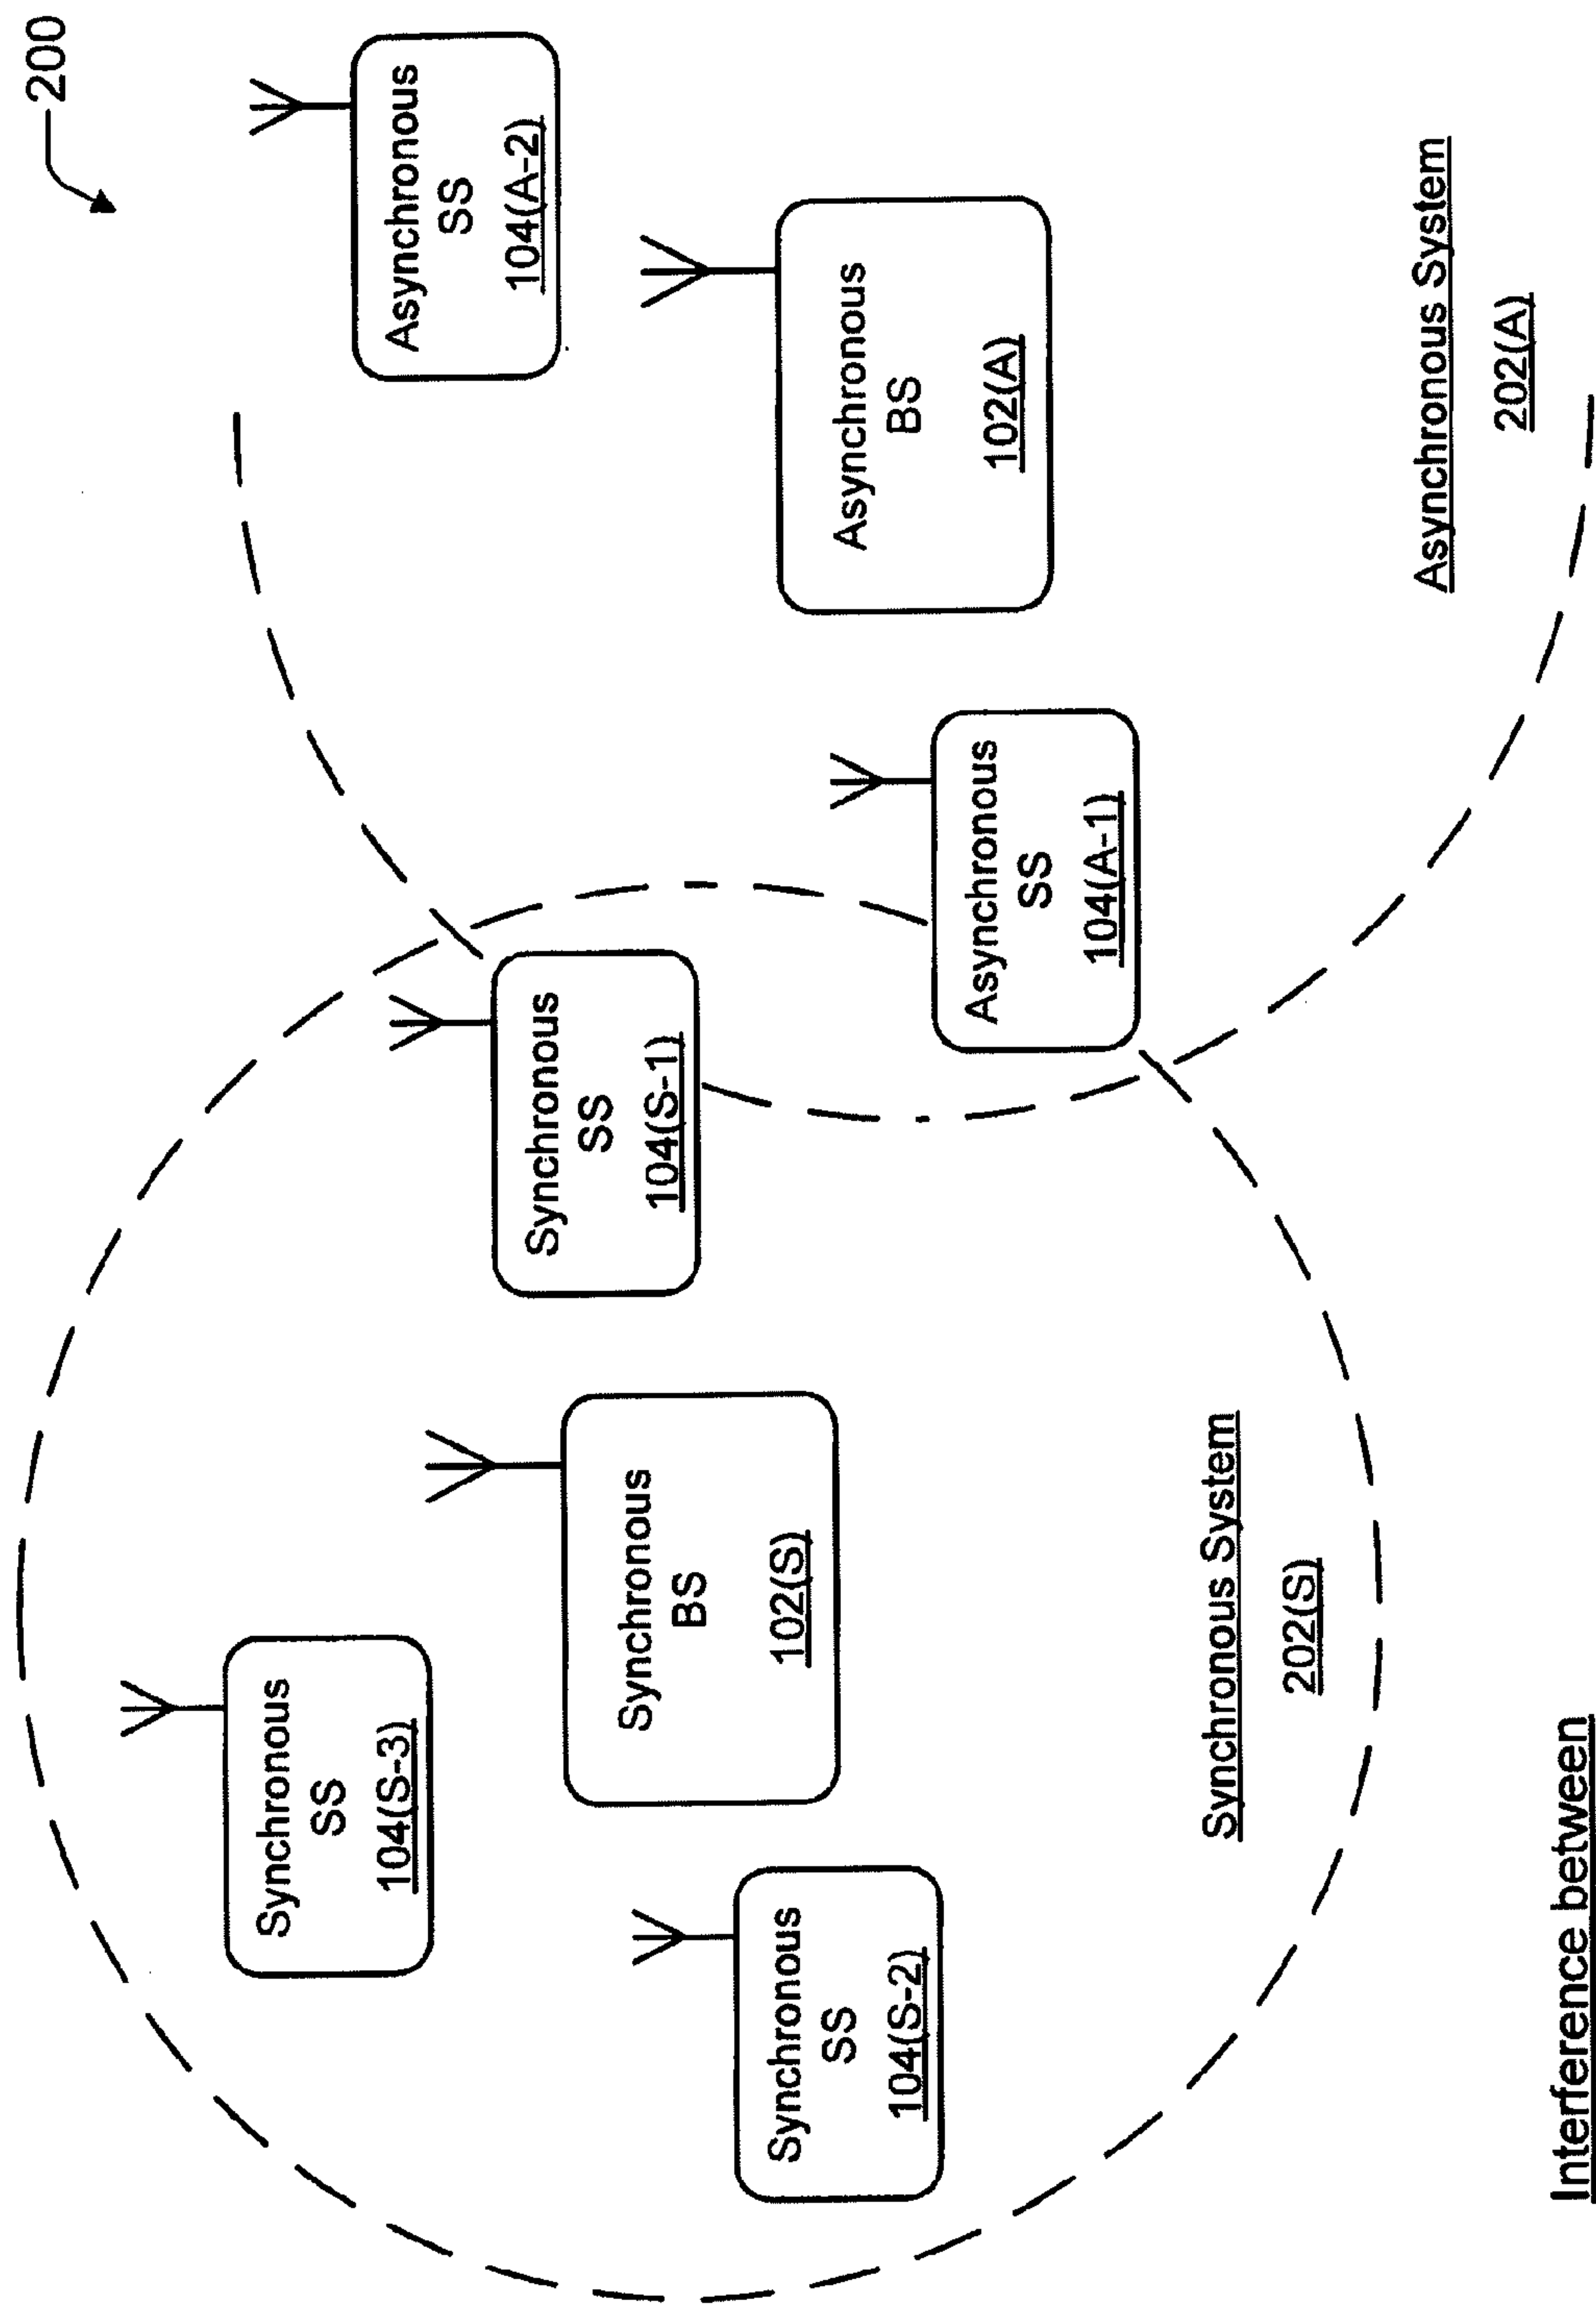 200
Synchronous
SS
104(S-3)
Synchronous
BS
102(S)
Synchronous
SS
104(S-2)
Synchronous
SS
104(S-1)
Synchronous System
202(S)
Asynchronous
SS
104(A-2)
Asynchronous
BS
102(A)
Asynchronous
SS
104(A-1)
Asynchronous System
202(A)
Interference between